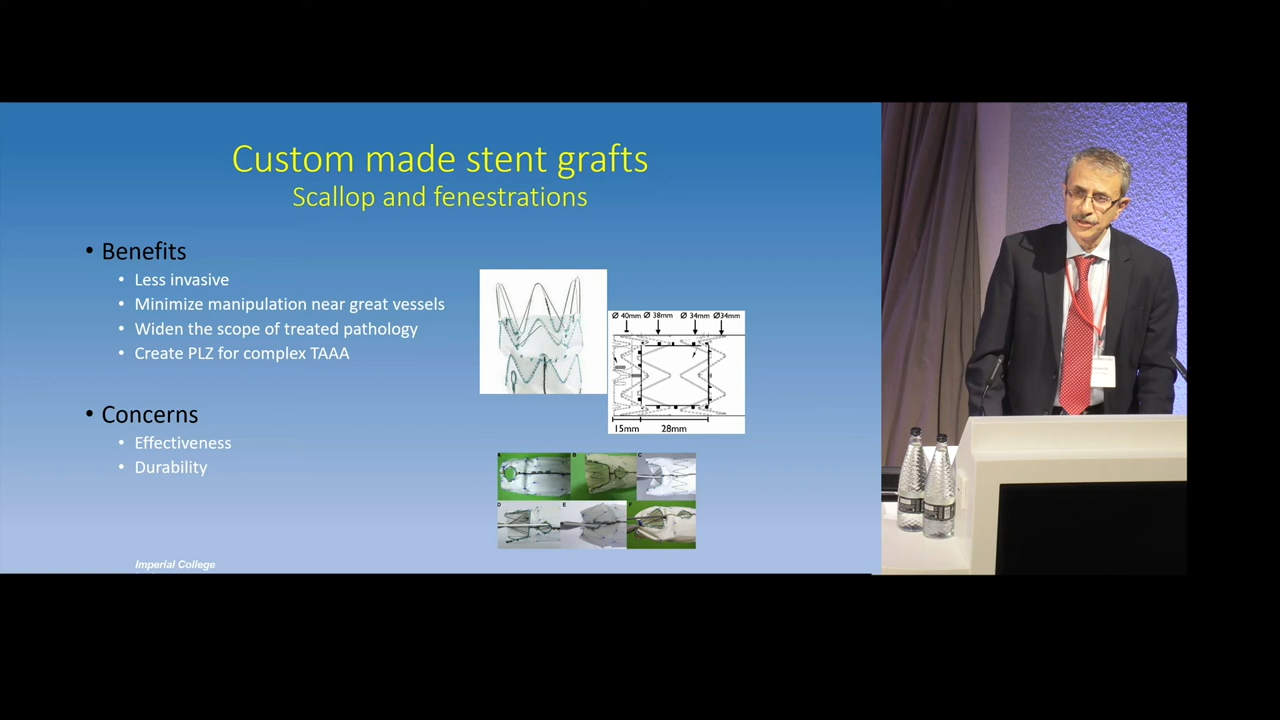 Custom made stent grafts
Scallop and fenestrations
• Benefits
• Less invasive
• Minimize manipulation near great vessels
• Widen the scope of treated pathology
• Create PLZ for complex TAAA
• Concerns
• Effectiveness
• Durability
Ø 40mm Ø 38mm Ø 34mm Ø34mm
15mm 28mm
A B C
D E F
Imperial College